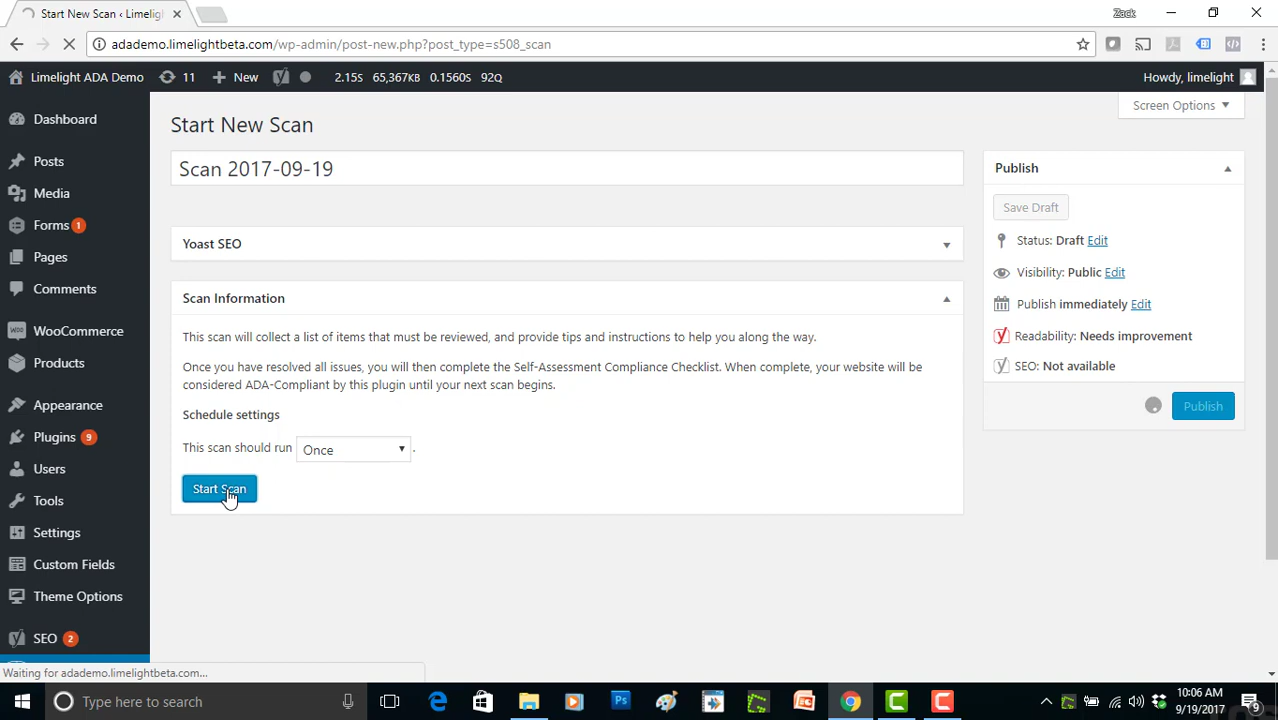 Start New Scan ‹ Limeligh
Zack
adademo.limelightbeta.com/wp-admin/post-new.php?post_type=s508_scan
Limelight ADA Demo 11 New 2.15S 65,367KB 0.1560S 92Q Howdy, limelight
Screen Options
Dashboard
Posts
Media
Forms 1
Pages
Comments
WooCommerce
Products
Appearance
Plugins 9
Users
Tools
Settings
Custom Fields
Theme Options
SEO 2
Start New Scan
Scan 2017-09-19
Yoast SEO
Scan Information
This scan will collect a list of items that must be reviewed, and provide tips and instructions to help you along the way.
Once you have resolved all issues, you will then complete the Self-Assessment Compliance Checklist. When complete, your website will be
considered ADA-Compliant by this plugin until your next scan begins.
Schedule settings
This scan should run Once .
Start Scan
Publish
Save Draft
Status: Draft Edit
Visibility: Public Edit
Publish immediately Edit
Readability: Needs improvement
SEO: Not available
Publish
Waiting for adademo.limelightbeta.com...
Type here to search
10:06 AM
9/19/2017
9